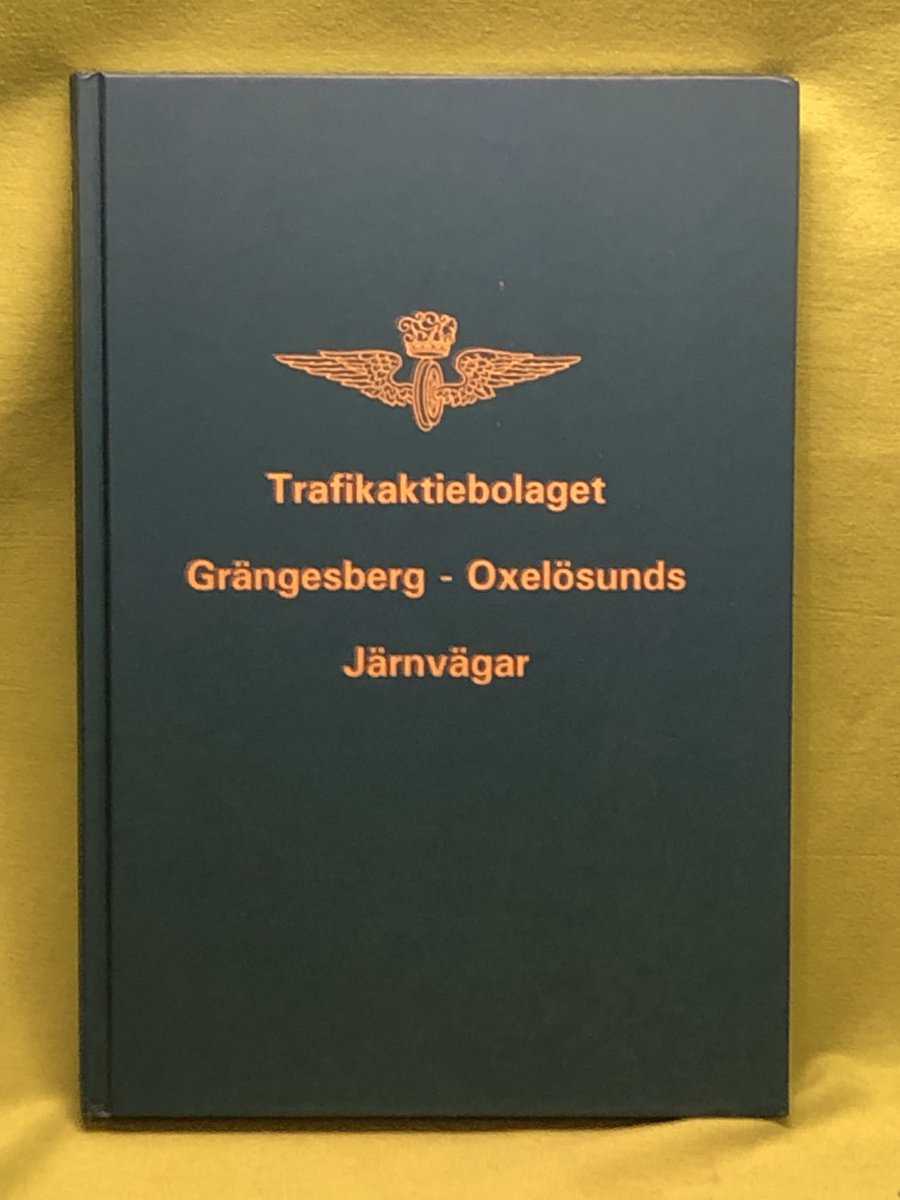 Trafikaktiebolaget
Grängesberg - Oxelösunds
Järnvägar